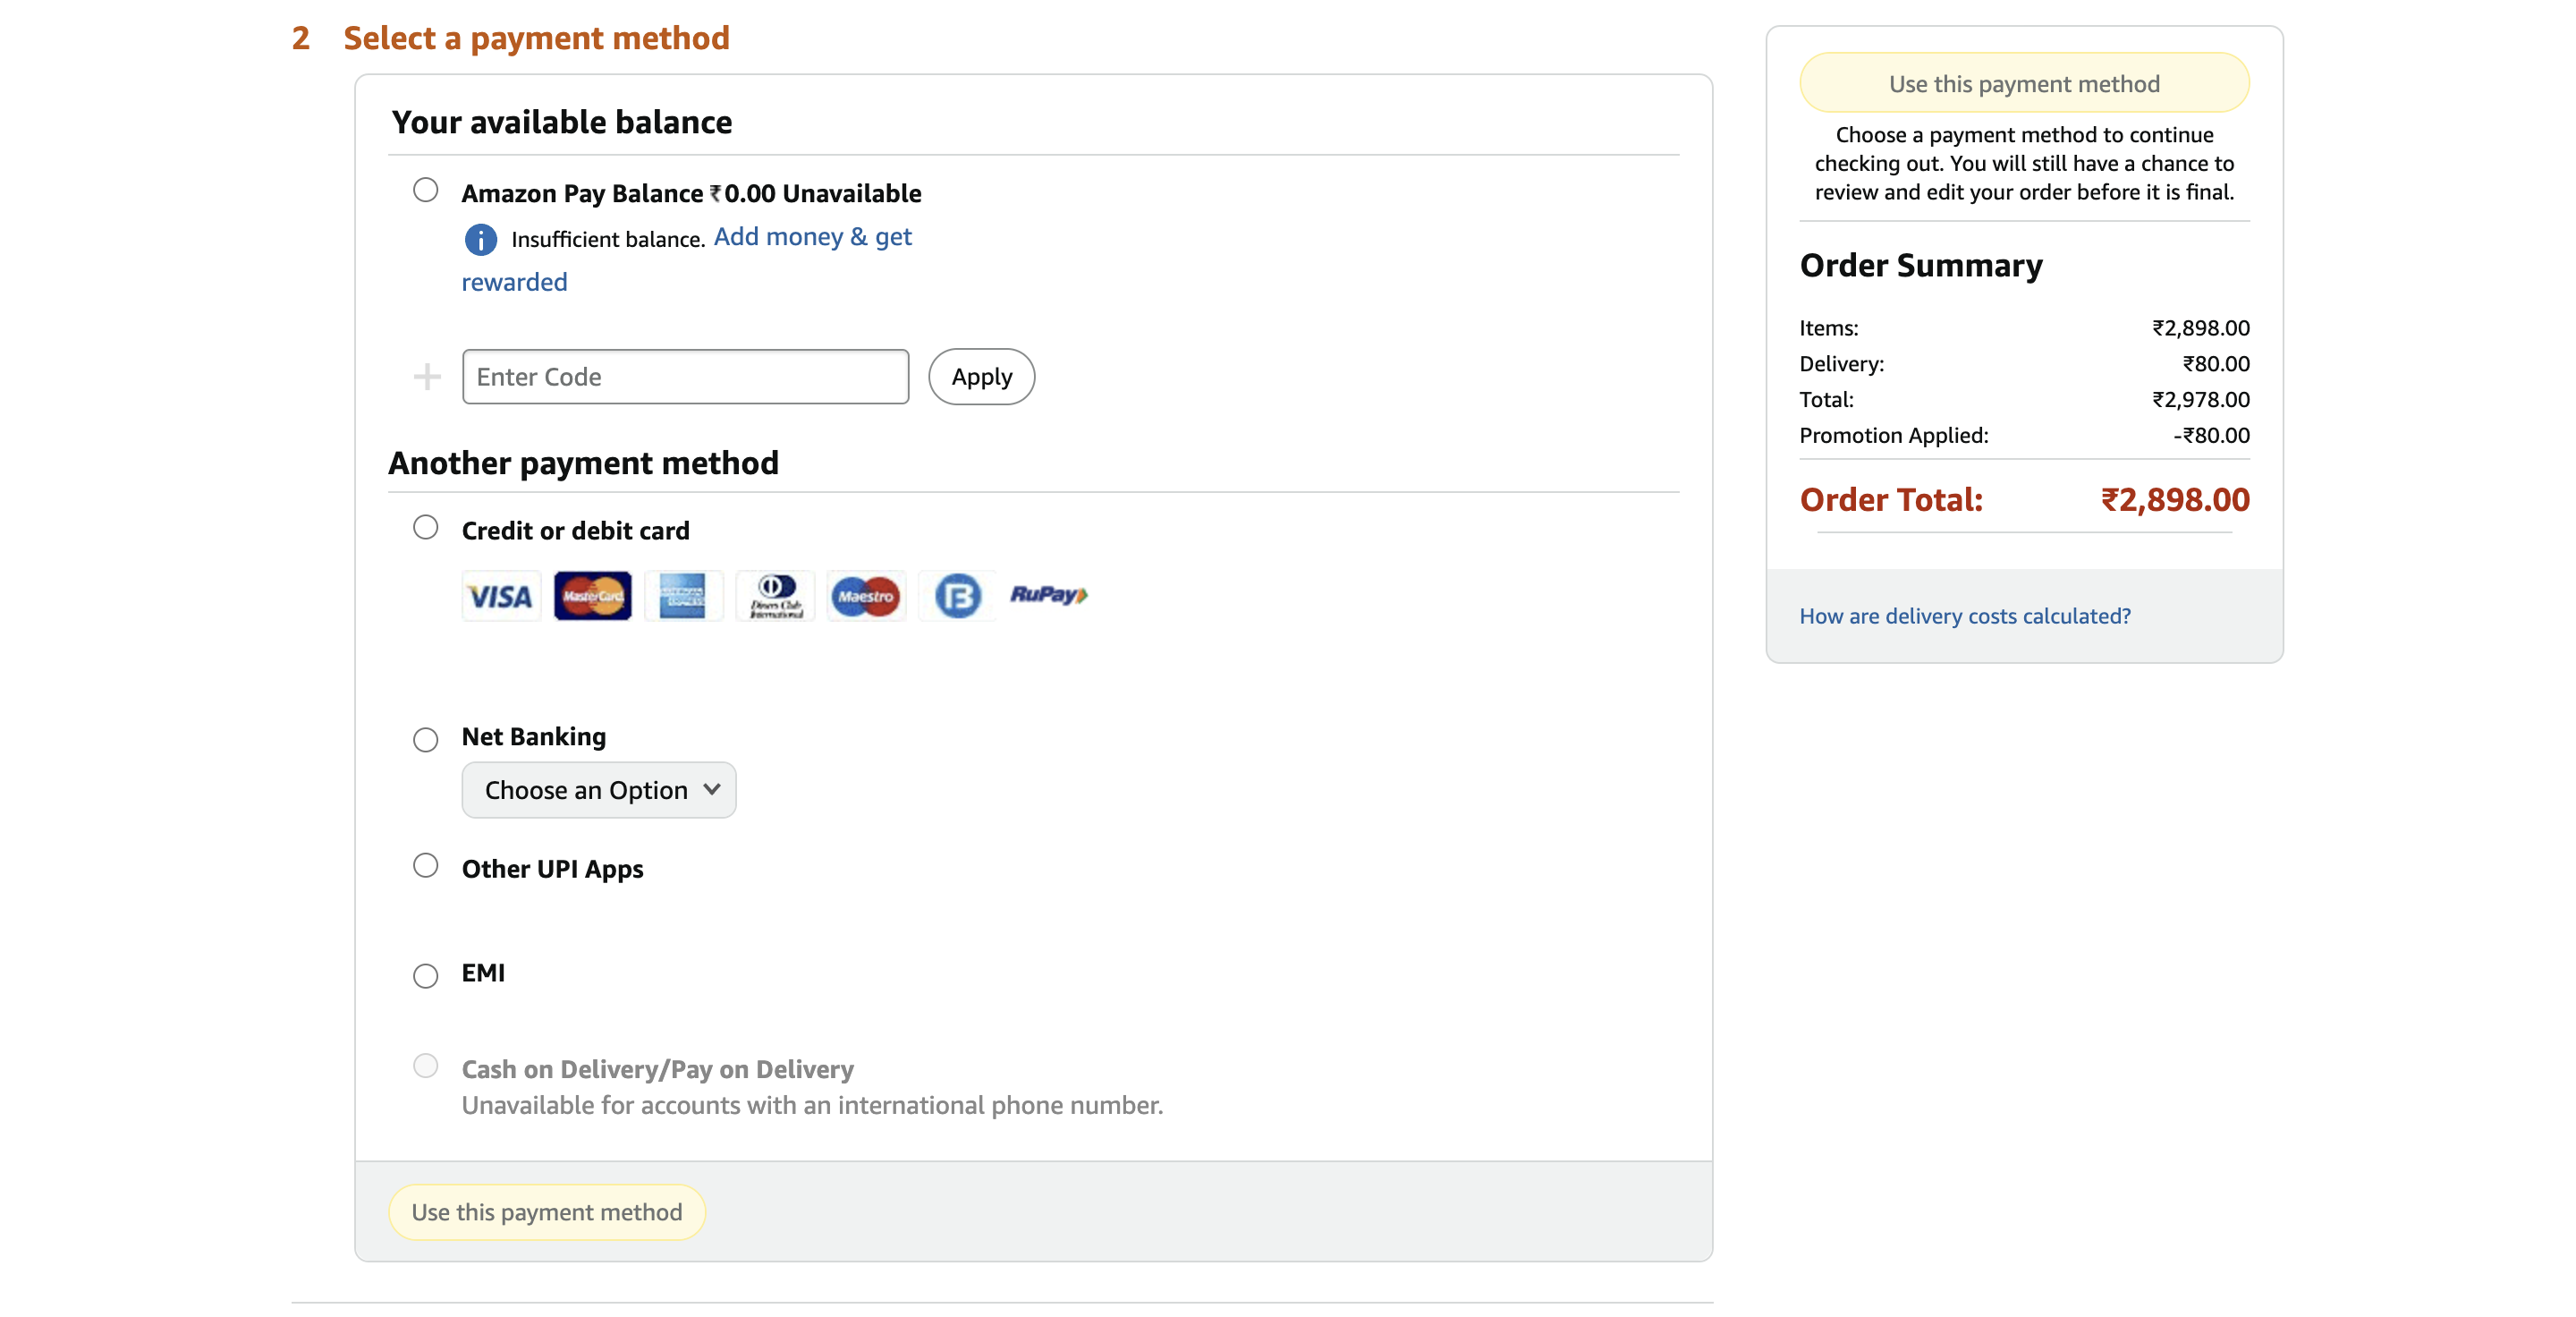 2 Select a payment method
Your available balance
Amazon Pay Balance ₹0.00 Unavailable
i Insufficient balance. Add money & get
rewarded
Enter Code
Apply
Another payment method
Credit or debit card
VISA MasterCard AMERICAN EXPRESS Diners Club International Maestro B RuPay
Net Banking
Choose an Option
Other UPI Apps
EMI
Cash on Delivery/Pay on Delivery
Unavailable for accounts with an international phone number.
Use this payment method
Use this payment method
Choose a payment method to continue
checking out. You will still have a chance to
review and edit your order before it is final.
Order Summary
Items: ₹2,898.00
Delivery: ₹80.00
Total: ₹2,978.00
Promotion Applied: -₹80.00
Order Total: ₹2,898.00
How are delivery costs calculated?